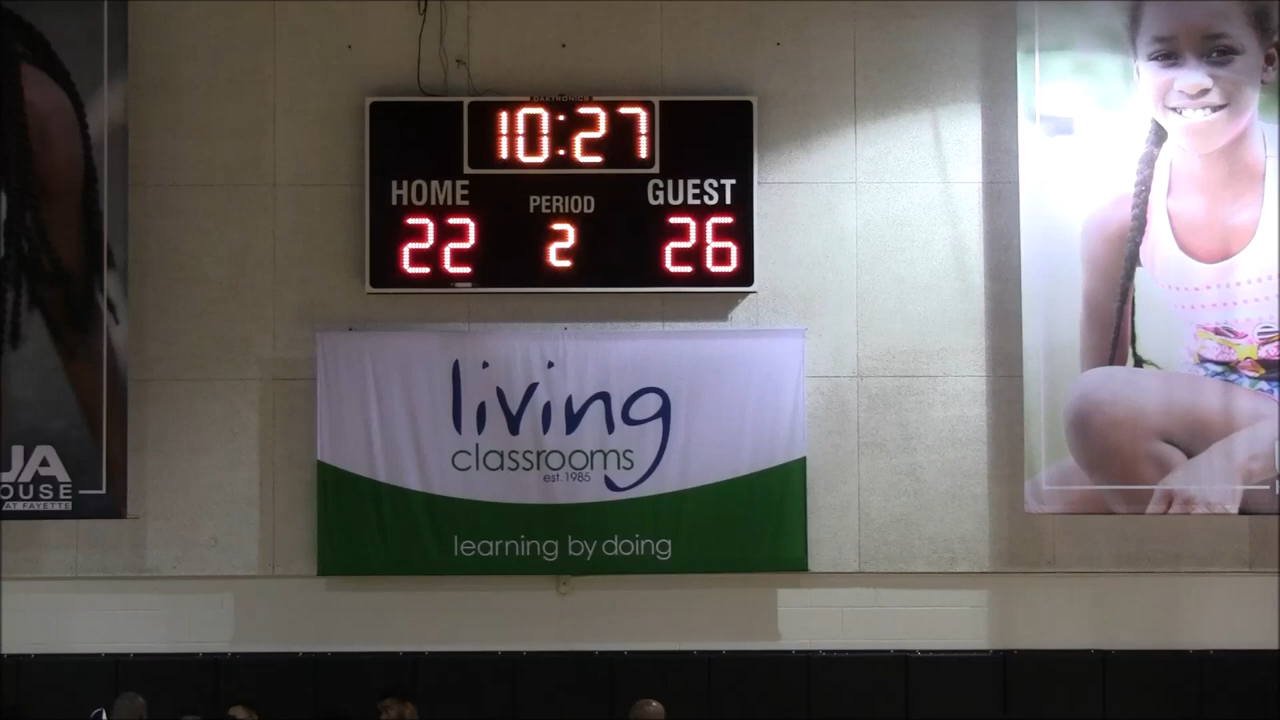 DAKTRONICS
10:27
HOME PERIOD GUEST
22 2 26
living
classrooms
est. 1985
learning by doing
JA
OUSE
AT FAYETTE